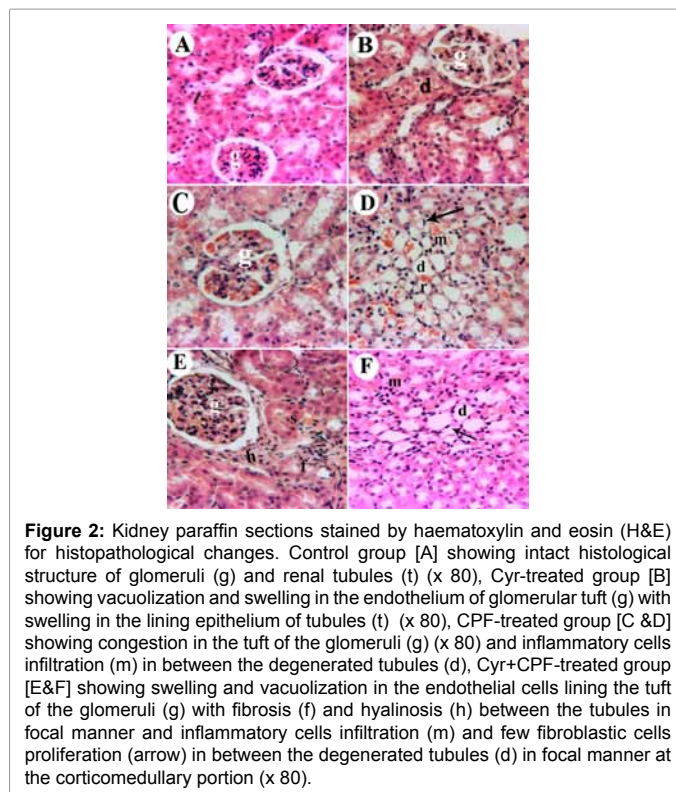 A
B
g
d
t
g
C
D
g
m
d
r
E
F
g
s
h
f
m
d
Figure 2: Kidney paraffin sections stained by haematoxylin and eosin (H&E)
for histopathological changes. Control group [A] showing intact histological
structure of glomeruli (g) and renal tubules (t) (x 80), Cyr-treated group [B]
showing vacuolization and swelling in the endothelium of glomerular tuft (g) with
swelling in the lining epithelium of tubules (t) (x 80), CPF-treated group [C &D]
showing congestion in the tuft of the glomeruli (g) (x 80) and inflammatory cells
infiltration (m) in between the degenerated tubules (d), Cyr+CPF-treated group
[E&F] showing swelling and vacuolization in the endothelial cells lining the tuft
of the glomeruli (g) with fibrosis (f) and hyalinosis (h) between the tubules in
focal manner and inflammatory cells infiltration (m) and few fibroblastic cells
proliferation (arrow) in between the degenerated tubules (d) in focal manner at
the corticomedullary portion (x 80).